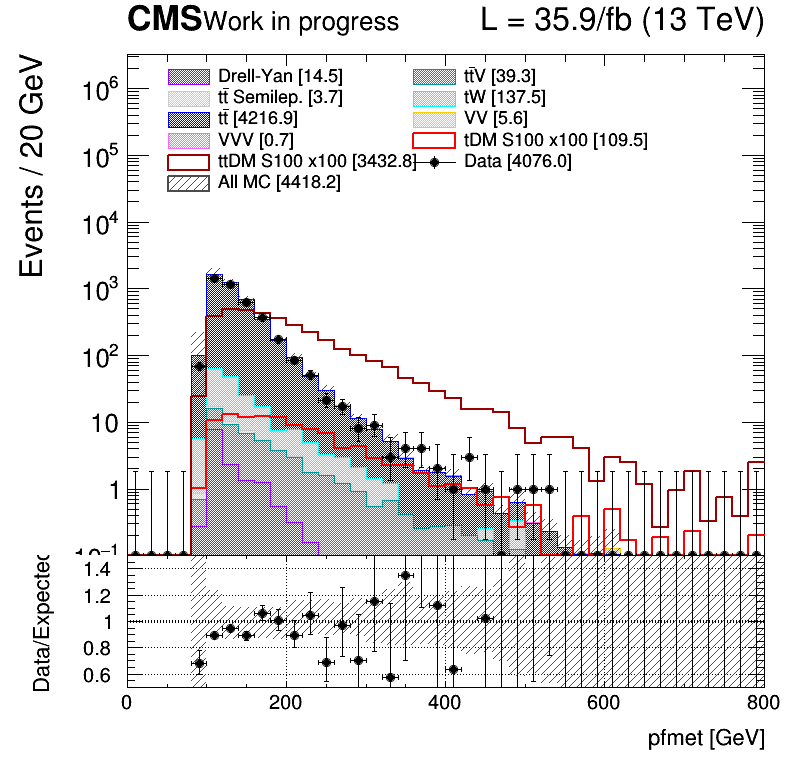 CMS Work in progress L = 35.9/fb (13 TeV)
Events / 20 GeV
Drell-Yan [14.5] tt̄V [39.3]
tt̄ Semilep. [3.7] tW [137.5]
tt̄ [4216.9] VV [5.6]
VVV [0.7] tDM S100 x100 [109.5]
ttDM S100 x100 [3432.8] Data [4076.0]
All MC [4418.2]
10⁶
10⁵
10⁴
10³
10²
10
1
10⁻¹
Data/Expected
1.4
1.2
1
0.8
0.6
0 200 400 600 800
pfmet [GeV]